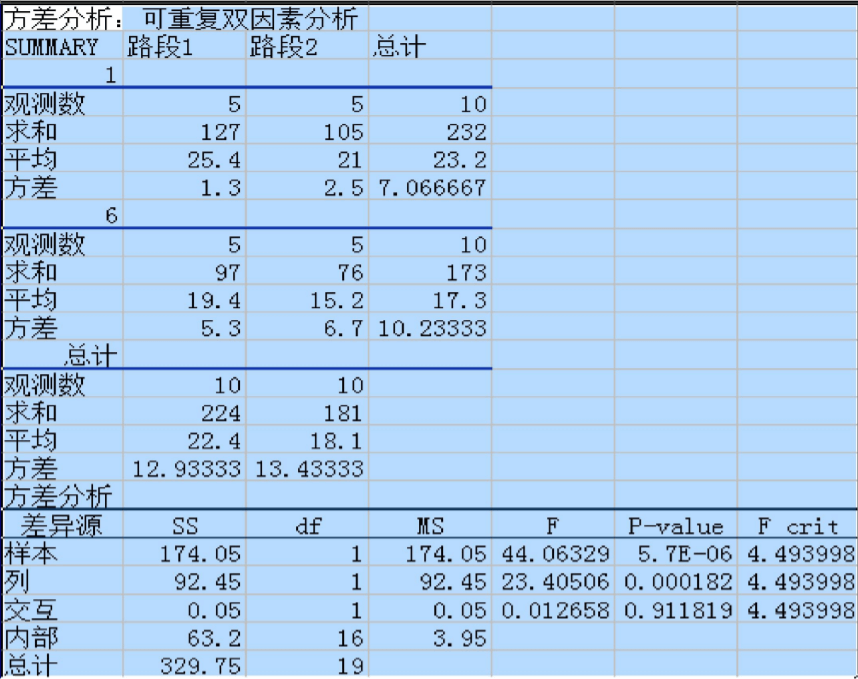 方差分析：可重复双因素分析
SUMMARY 路段1 路段2 总计
1
观测数 5 5 10
求和 127 105 232
平均 25.4 21 23.2
方差 1.3 2.5 7.066667
6
观测数 5 5 10
求和 97 76 173
平均 19.4 15.2 17.3
方差 5.3 6.7 10.23333
总计
观测数 10 10
求和 224 181
平均 22.4 18.1
方差 12.93333 13.43333
方差分析
差异源 SS df MS F P-value F crit
样本 174.05 1 174.05 44.06329 5.7E-06 4.493998
列 92.45 1 92.45 23.40506 0.000182 4.493998
交互 0.05 1 0.05 0.012658 0.911819 4.493998
内部 63.2 16 3.95
总计 329.75 19